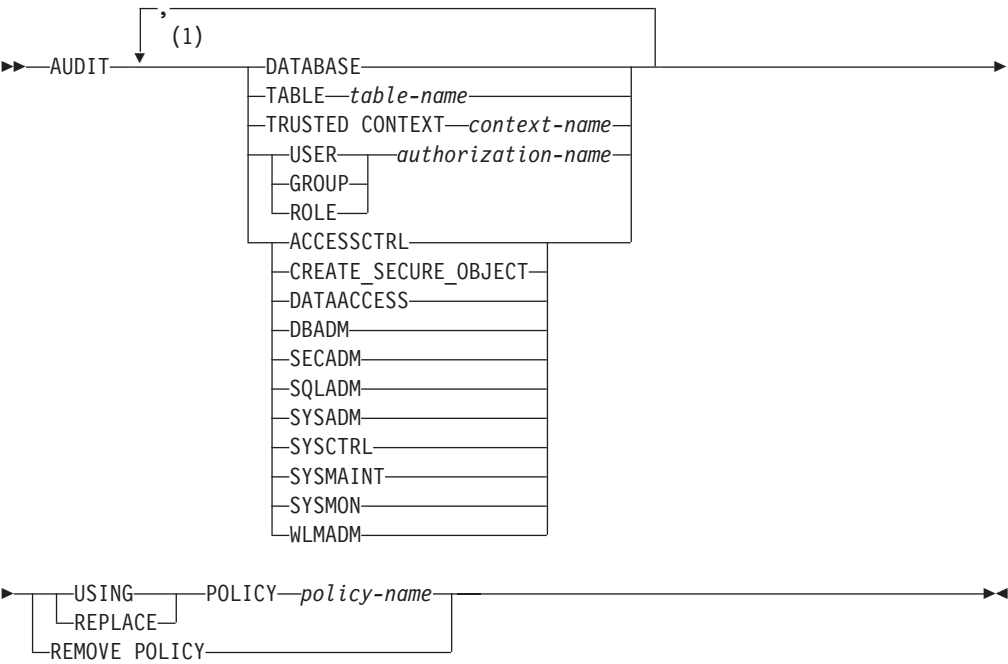 ,
(1)
AUDIT DATABASE
TABLE table-name
TRUSTED CONTEXT context-name
USER authorization-name
GROUP
ROLE
ACCESSCTRL
CREATE_SECURE_OBJECT
DATAACCESS
DBADM
SECADM
SQLADM
SYSADM
SYSCTRL
SYSMAINT
SYSMON
WLMADM
USING POLICY policy-name
REPLACE
REMOVE POLICY